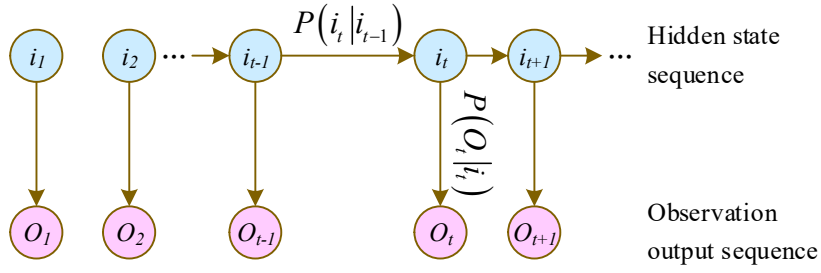 P(i_t|i_{t-1})
i_1 i_2 ... i_{t-1} i_t i_{t+1} ...
Hidden state
sequence
P(O_t|i_t)
O_1 O_2 O_{t-1} O_t O_{t+1}
Observation
output sequence